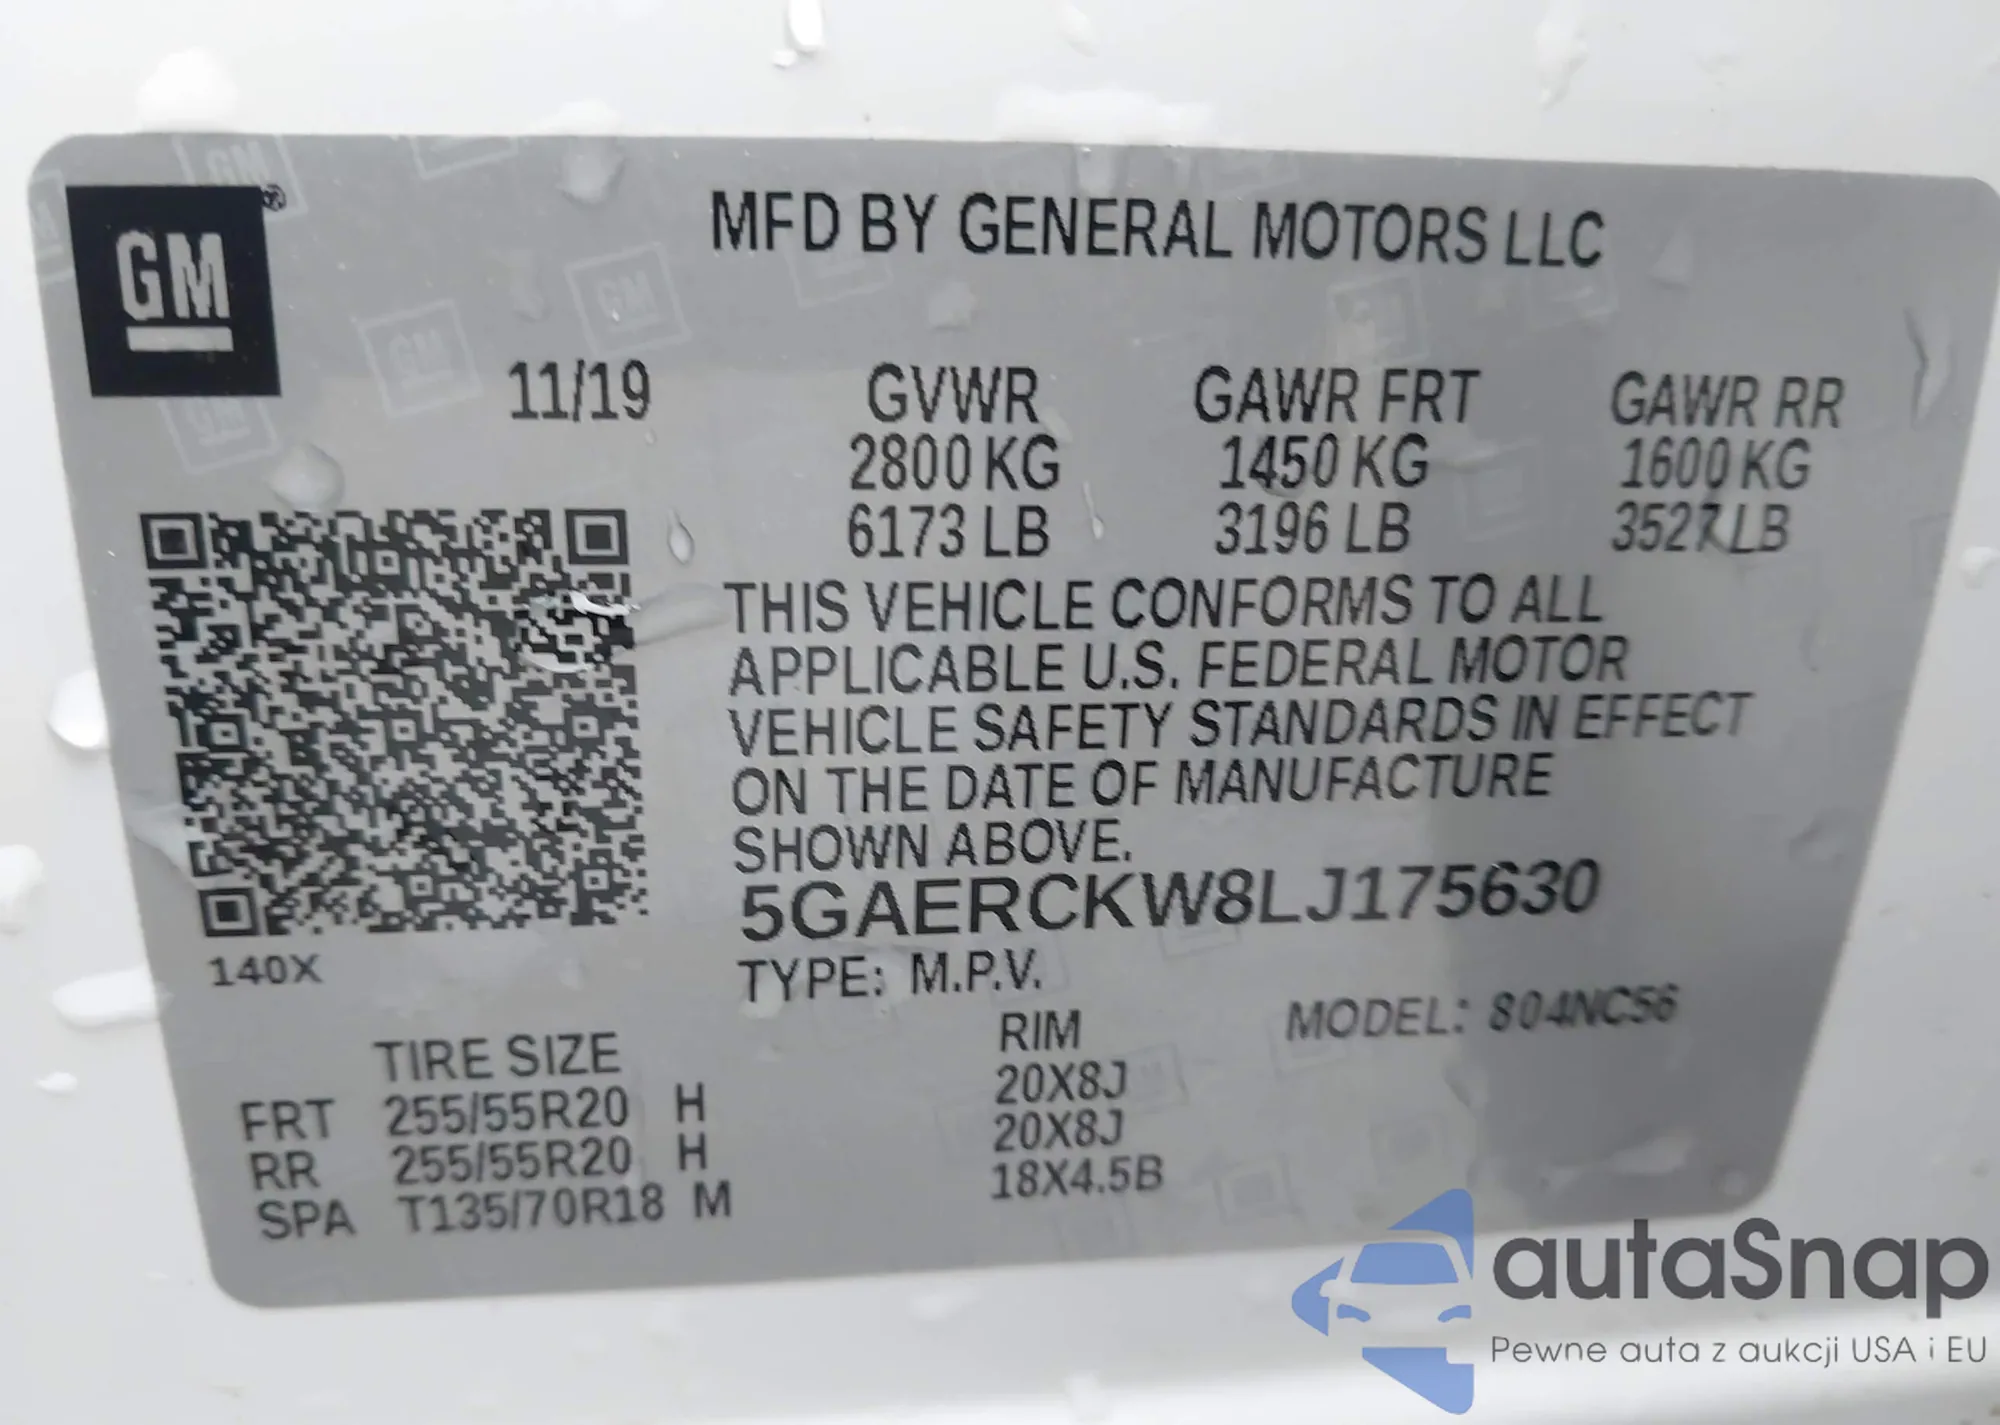 GM ®
MFD BY GENERAL MOTORS LLC
11/19 GVWR GAWR FRT GAWR RR
2800 KG 1450 KG 1600 KG
6173 LB 3196 LB 3527 LB
THIS VEHICLE CONFORMS TO ALL
APPLICABLE U.S. FEDERAL MOTOR
VEHICLE SAFETY STANDARDS IN EFFECT
ON THE DATE OF MANUFACTURE
SHOWN ABOVE.
5GAERCKW8LJ175630
140X
TYPE: M.P.V.
MODEL: 804NC56
TIRE SIZE RIM
FRT 255/55R20 H 20X8J
RR 255/55R20 H 20X8J
SPA T135/70R18 M 18X4.5B
autaSnap
Pewne auta z aukcji USA i EU